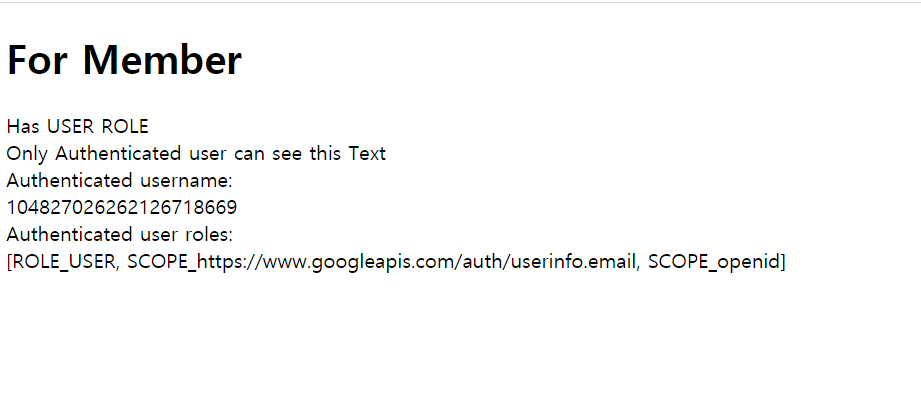 For Member
Has USER ROLE
Only Authenticated user can see this Text
Authenticated username:
104827026262126718669
Authenticated user roles:
[ROLE_USER, SCOPE_https://www.googleapis.com/auth/userinfo.email, SCOPE_openid]